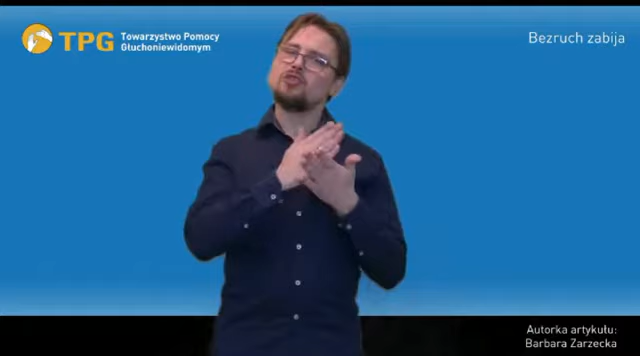 TPG
Towarzystwo Pomocy
Głuchoniewidomym
Bezruch zabija
Autorka artykułu:
Barbara Zarzecka